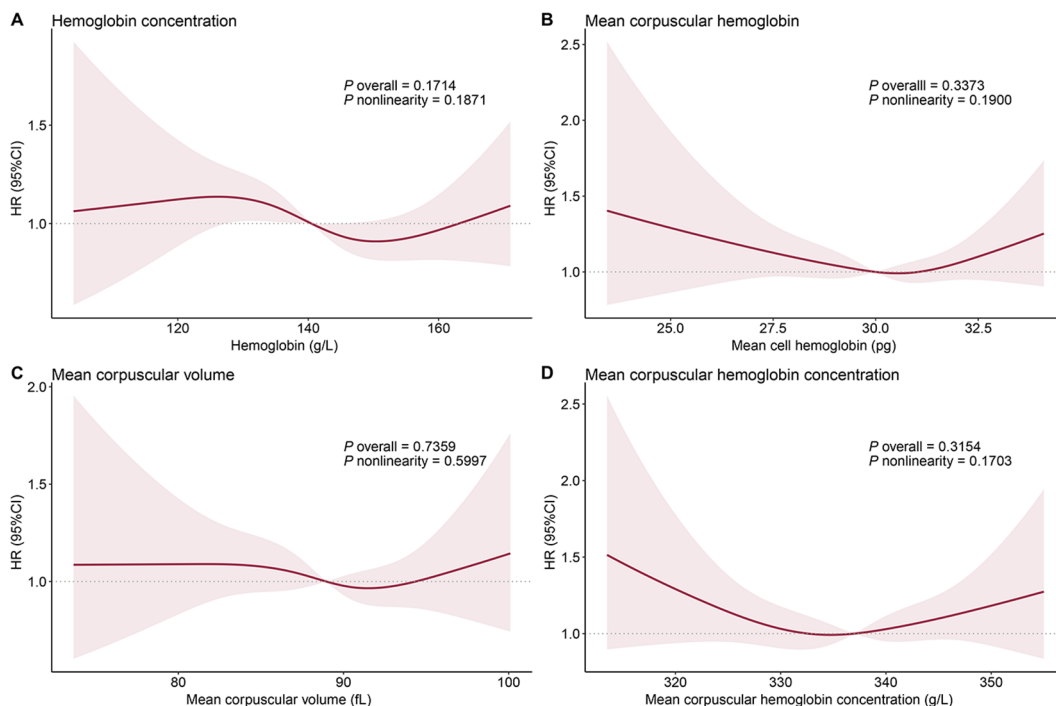 A Hemoglobin concentration
P overall = 0.1714
P nonlinearity = 0.1871
1.5
1.0
HR (95%CI)
120 140 160
Hemoglobin (g/L)
B Mean corpuscular hemoglobin
P overalll = 0.3373
P nonlinearity = 0.1900
2.5
2.0
1.5
1.0
HR (95%CI)
25.0 27.5 30.0 32.5
Mean cell hemoglobin (pg)
C Mean corpuscular volume
P overall = 0.7359
P nonlinearity = 0.5997
2.0
1.5
1.0
HR (95%CI)
80 90 100
Mean corpuscular volume (fL)
D Mean corpuscular hemoglobin concentration
P overall = 0.3154
P nonlinearity = 0.1703
2.5
2.0
1.5
1.0
HR (95%CI)
320 330 340 350
Mean corpuscular hemoglobin concentration (g/L)